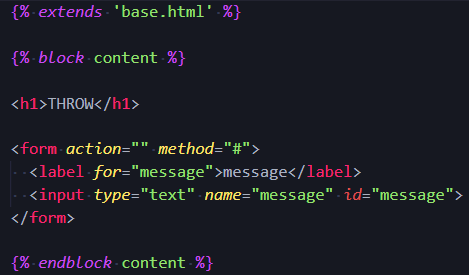 {% extends 'base.html' %}
{% block content %}
<h1>THROW</h1>
<form action="" method="#">
<label for="message">message</label>
<input type="text" name="message" id="message">
</form>
{% endblock content %}